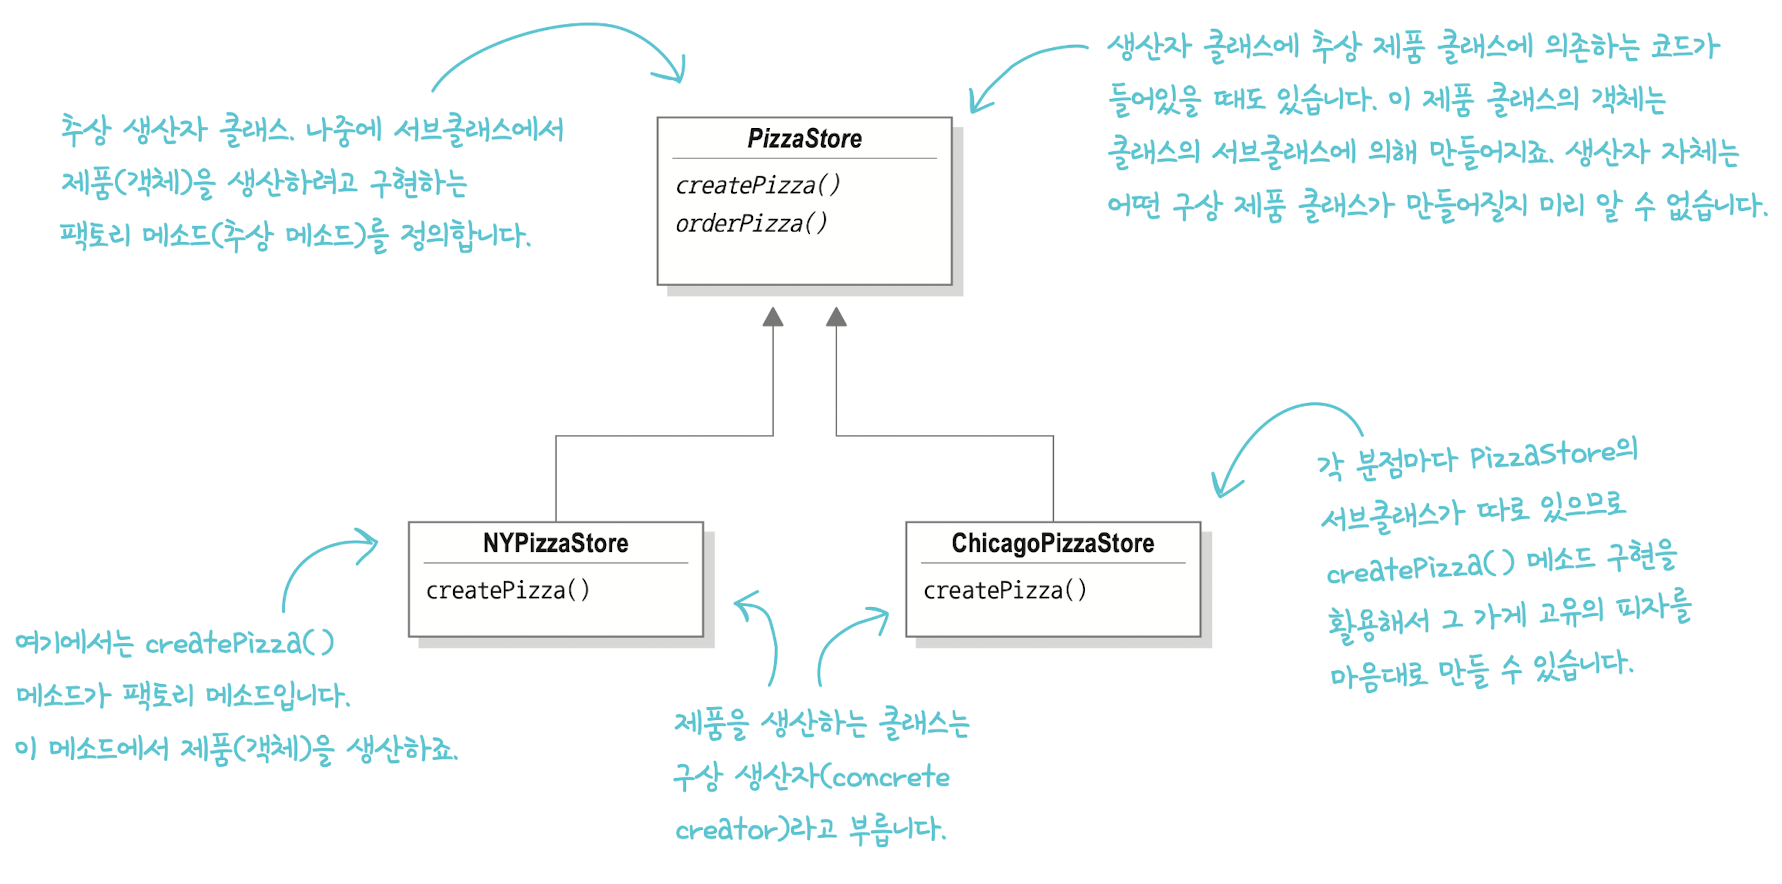 추상 생산자 클래스. 나중에 서브클래스에서
제품(객체)을 생산하려고 구현하는
팩토리 메소드(추상 메소드)를 정의합니다.
생산자 클래스에 추상 제품 클래스에 의존하는 코드가
들어있을 때도 있습니다. 이 제품 클래스의 객체는
클래스의 서브클래스에 의해 만들어지죠. 생산자 자체는
어떤 구상 제품 클래스가 만들어질지 미리 알 수 없습니다.
PizzaStore
createPizza()
orderPizza()
NYPizzaStore
createPizza()
ChicagoPizzaStore
createPizza()
각 분점마다 PizzaStore의
서브클래스가 따로 있으므로
createPizza() 메소드 구현을
활용해서 그 가게 고유의 피자를
마음대로 만들 수 있습니다.
여기에서는 createPizza()
메소드가 팩토리 메소드입니다.
이 메소드에서 제품(객체)을 생산하죠.
제품을 생산하는 클래스는
구상 생산자(concrete
creator)라고 부릅니다.